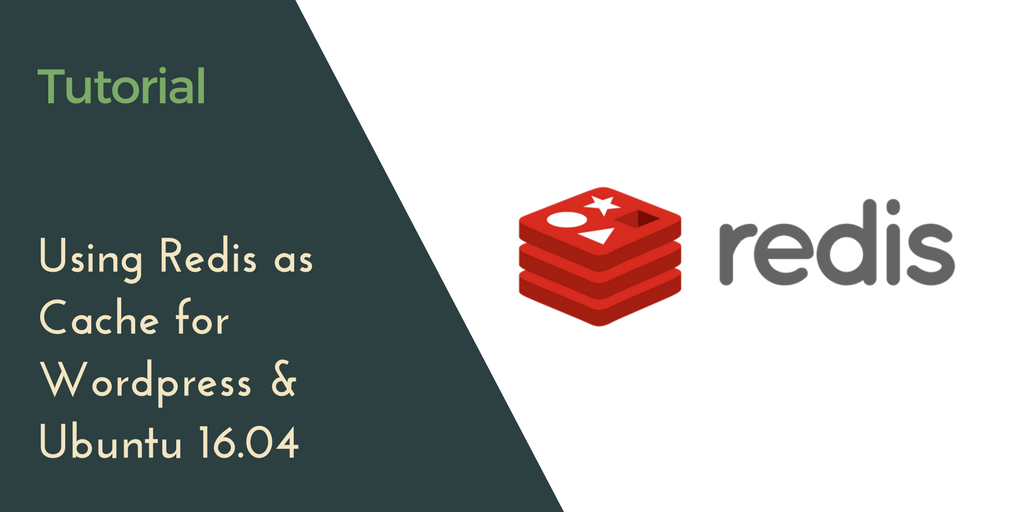 Tutorial
Using Redis as
Cache for
Wordpress &
Ubuntu 16.04
redis